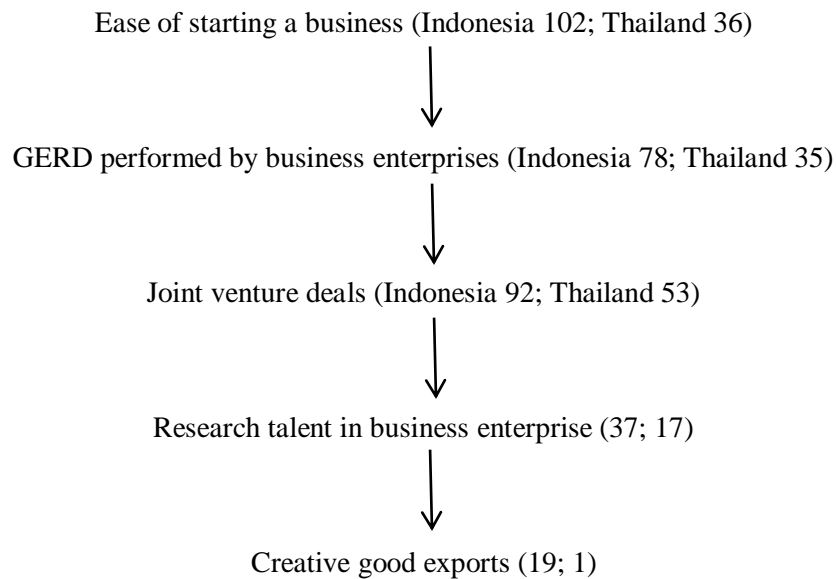 Ease of starting a business (Indonesia 102; Thailand 36)
GERD performed by business enterprises (Indonesia 78; Thailand 35)
Joint venture deals (Indonesia 92; Thailand 53)
Research talent in business enterprise (37; 17)
Creative good exports (19; 1)